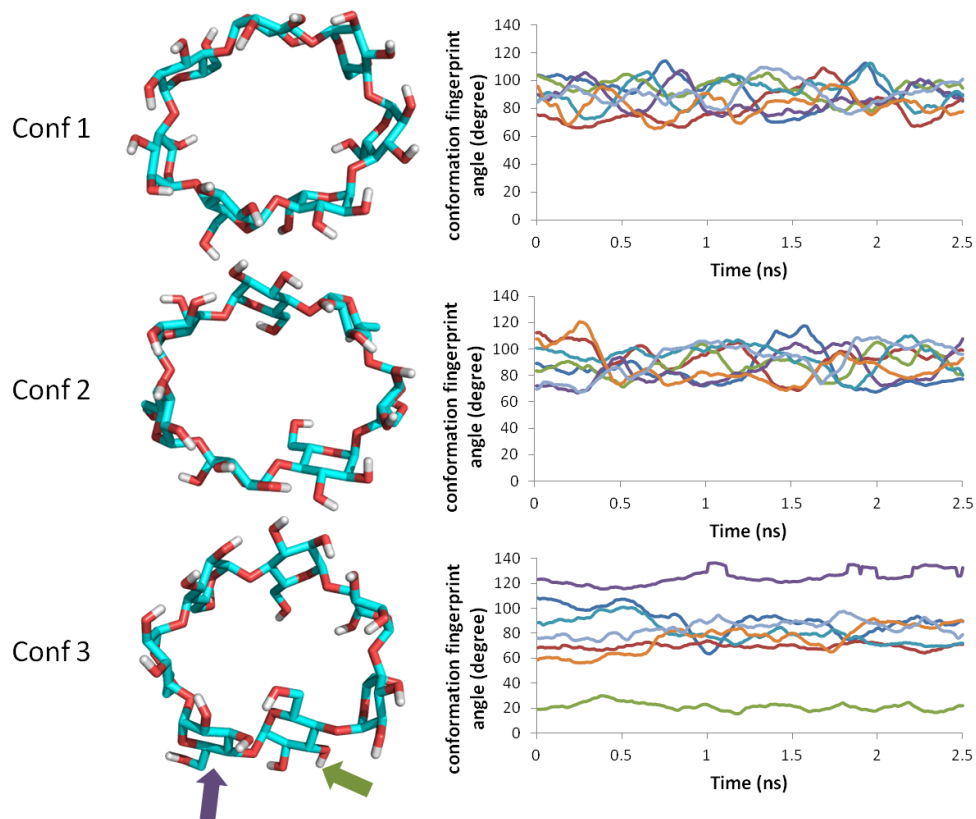 Conf 1
conformation fingerprint
angle (degree)
140
120
100
80
60
40
20
0
0 0.5 1 1.5 2 2.5
Time (ns)
Conf 2
conformation fingerprint
angle (degree)
140
120
100
80
60
40
20
0
0 0.5 1 1.5 2 2.5
Time (ns)
Conf 3
conformation fingerprint
angle (degree)
140
120
100
80
60
40
20
0
0 0.5 1 1.5 2 2.5
Time (ns)